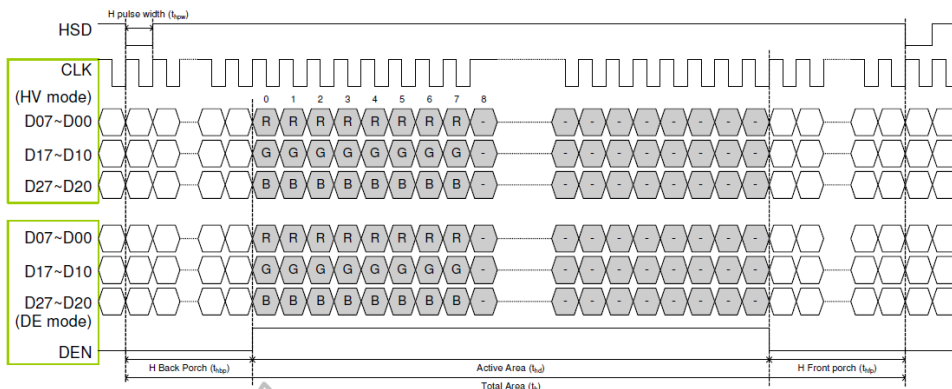 H pulse width (thpw)
HSD
CLK
(HV mode)
0 1 2 3 4 5 6 7 8
D07~D00 R R R R R R R R - - - - - - - - -
D17~D10 G G G G G G G G - - - - - - - - -
D27~D20 B B B B B B B B - - - - - - - - -
D07~D00 R R R R R R R R - - - - - - - - -
D17~D10 G G G G G G G G - - - - - - - - -
D27~D20 B B B B B B B B - - - - - - - - -
(DE mode)
DEN
H Back Porch (thbp) Active Area (thd) H Front porch (thfp)
Total Area (th)